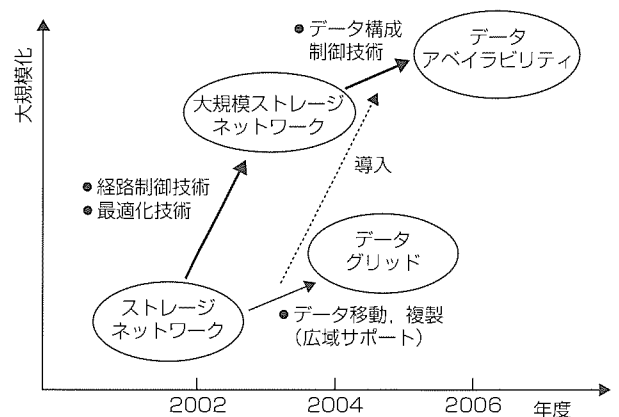 大規模化
●データ構成
制御技術
データ
アベイラビリティ
大規模ストレージ
ネットワーク
導入
●経路制御技術
●最適化技術
データ
グリッド
ストレージ
ネットワーク
●データ移動，複製
（広域サポート）
2002
2004
2006
年度